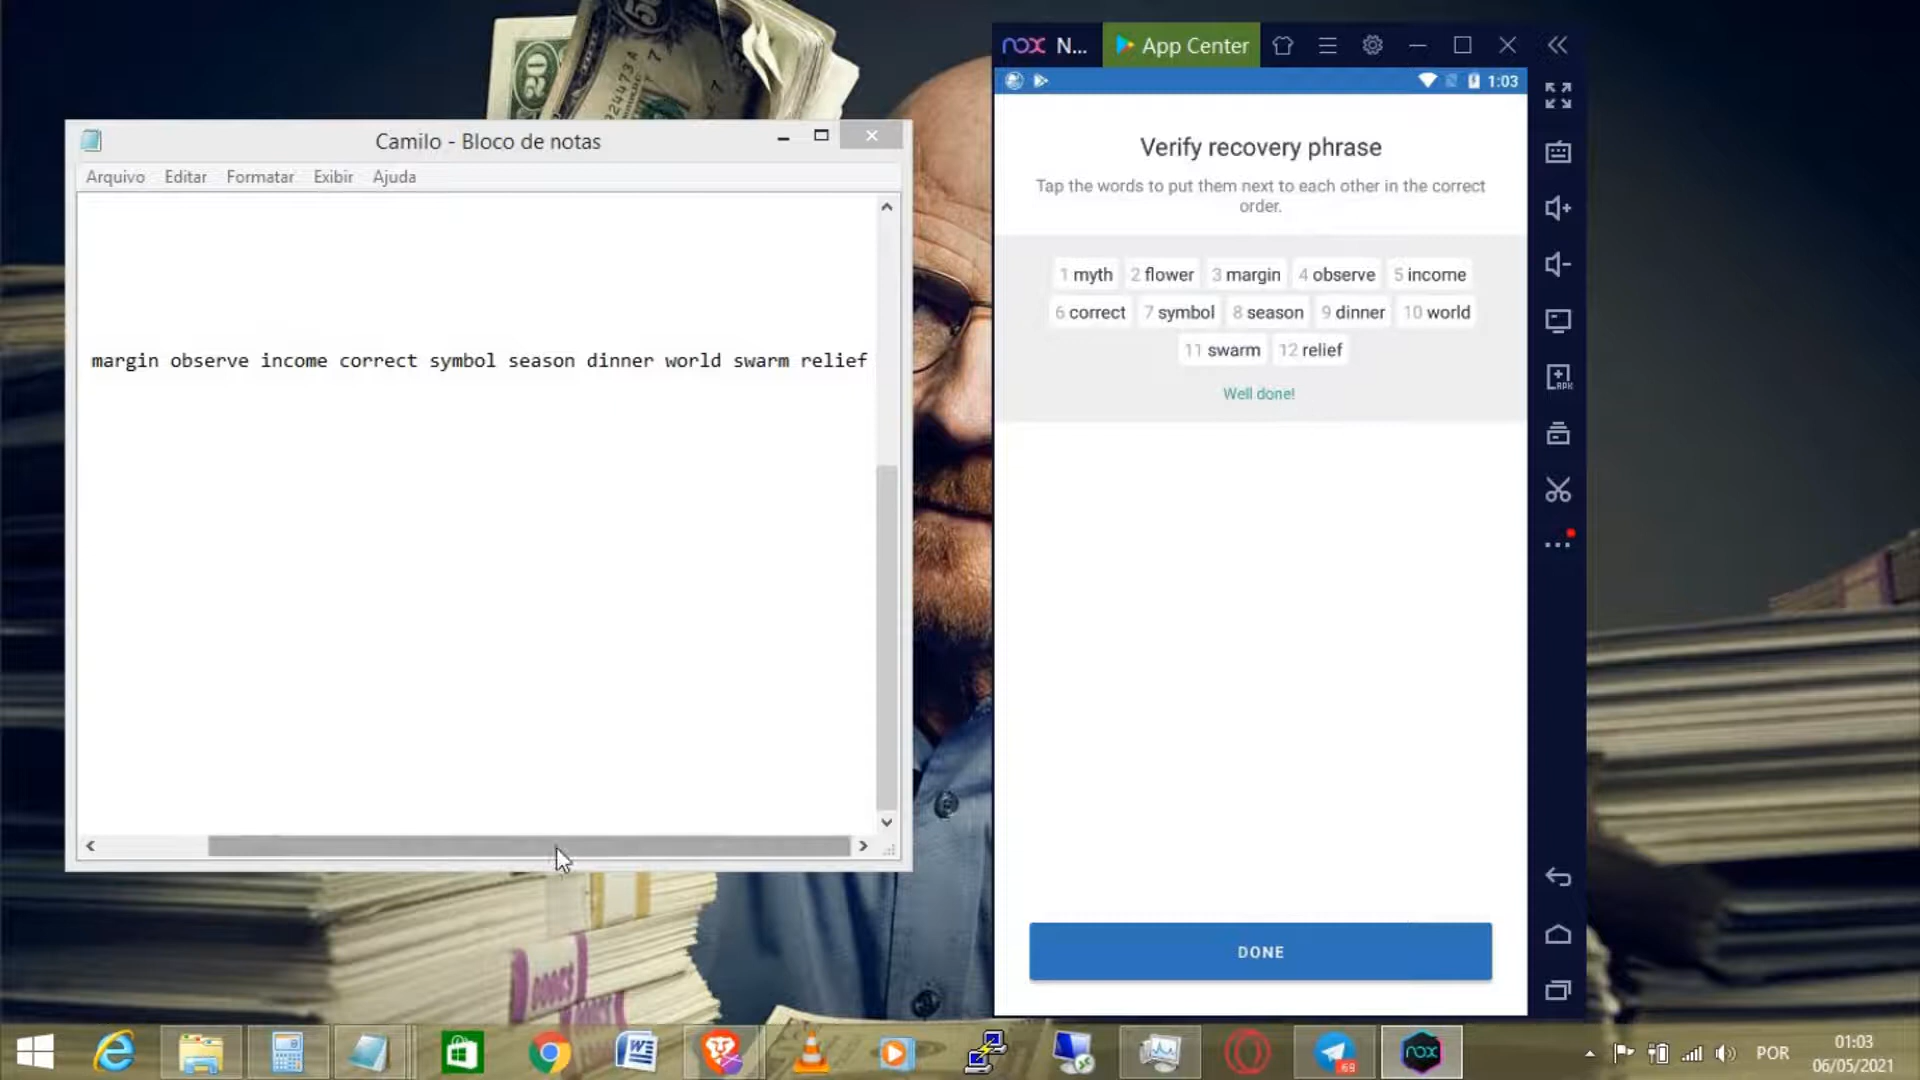 Camilo - Bloco de notas
Arquivo Editar Formatar Exibir Ajuda
margin observe income correct symbol season dinner world swarm relief
nox N... App Center
1:03
Verify recovery phrase
Tap the words to put them next to each other in the correct
order.
1 myth 2 flower 3 margin 4 observe 5 income
6 correct 7 symbol 8 season 9 dinner 10 world
11 swarm 12 relief
Well done!
DONE
POR
01:03
06/05/2021